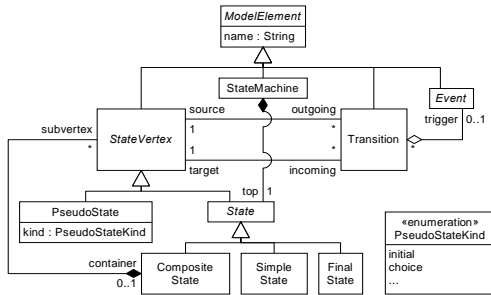 ModelElement
name : String
StateMachine
Event
source
outgoing
trigger
0..1
subvertex
*
StateVertex
1
*
Transition
*
1
*
target
incoming
PseudoState
kind : PseudoStateKind
top
1
State
«enumeration»
PseudoStateKind
initial
choice
...
container
0..1
Composite
State
Simple
State
Final
State